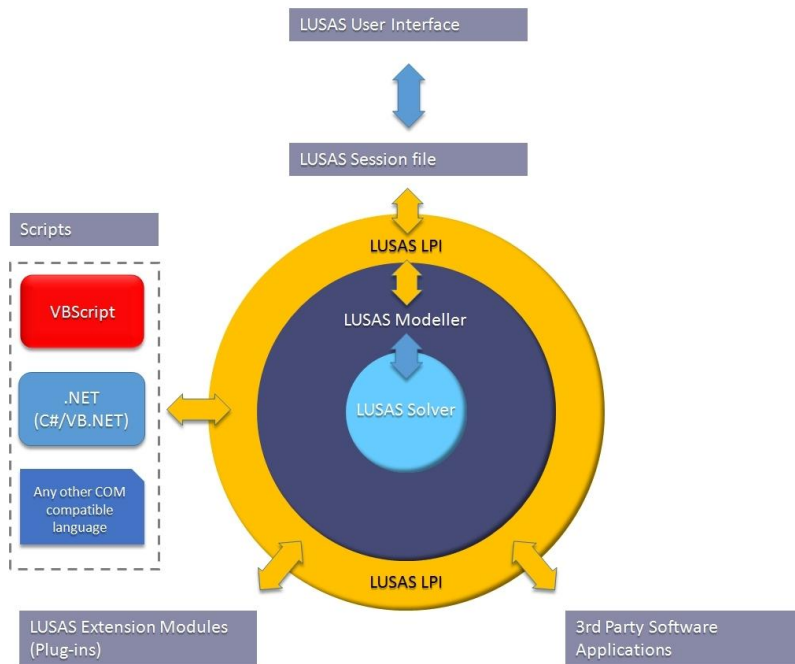 LUSAS User Interface
LUSAS Session file
Scripts
LUSAS LPI
VBScript
LUSAS Modeller
.NET
(C#/VB.NET)
LUSAS Solver
Any other COM
compatible
language
LUSAS LPI
LUSAS Extension Modules
(Plug-ins)
3rd Party Software
Applications